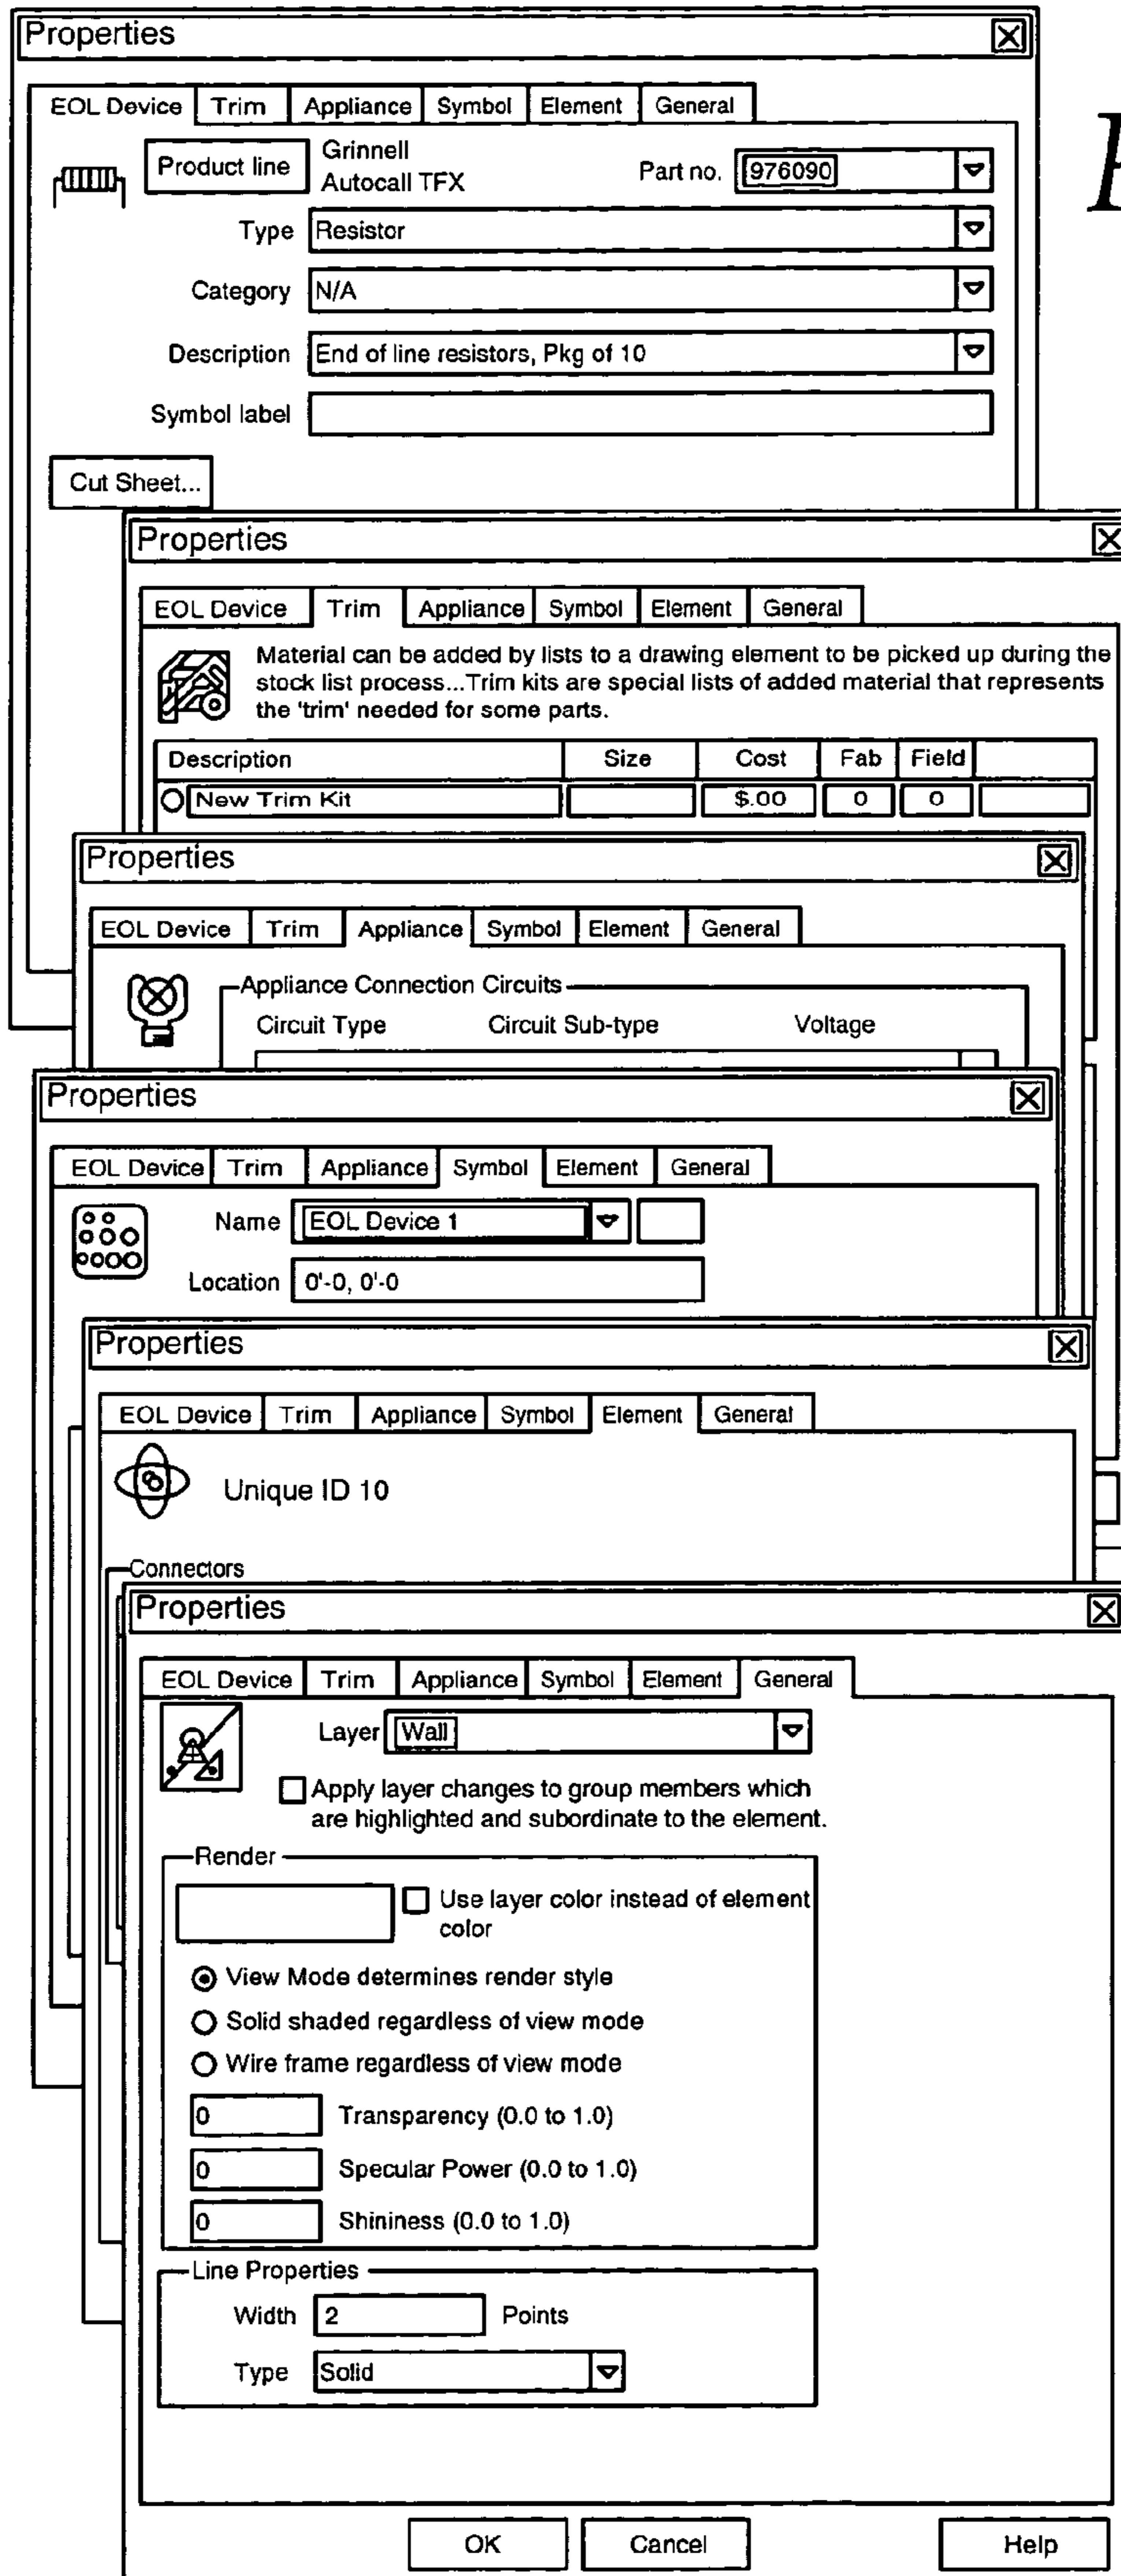 Properties
EOL Device Trim Appliance Symbol Element General
Product line Grinnell
Autocall TFX Part no. 976090
Type Resistor
Category N/A
Description End of line resistors, Pkg of 10
Symbol label
Cut Sheet...
Properties
EOL Device Trim Appliance Symbol Element General
Material can be added by lists to a drawing element to be picked up during the
stock list process...Trim kits are special lists of added material that represents
the 'trim' needed for some parts.
Description Size Cost Fab Field
New Trim Kit $.00 0 0
Properties
EOL Device Trim Appliance Symbol Element General
Appliance Connection Circuits
Circuit Type Circuit Sub-type Voltage
Properties
EOL Device Trim Appliance Symbol Element General
Name EOL Device 1
Location 0'-0, 0'-0
Properties
EOL Device Trim Appliance Symbol Element General
Unique ID 10
Connectors
Properties
EOL Device Trim Appliance Symbol Element General
Layer Wall
Apply layer changes to group members which
are highlighted and subordinate to the element.
Render
Use layer color instead of element
color
View Mode determines render style
Solid shaded regardless of view mode
Wire frame regardless of view mode
0 Transparency (0.0 to 1.0)
0 Specular Power (0.0 to 1.0)
0 Shininess (0.0 to 1.0)
Line Properties
Width 2 Points
Type Solid
OK Cancel Help